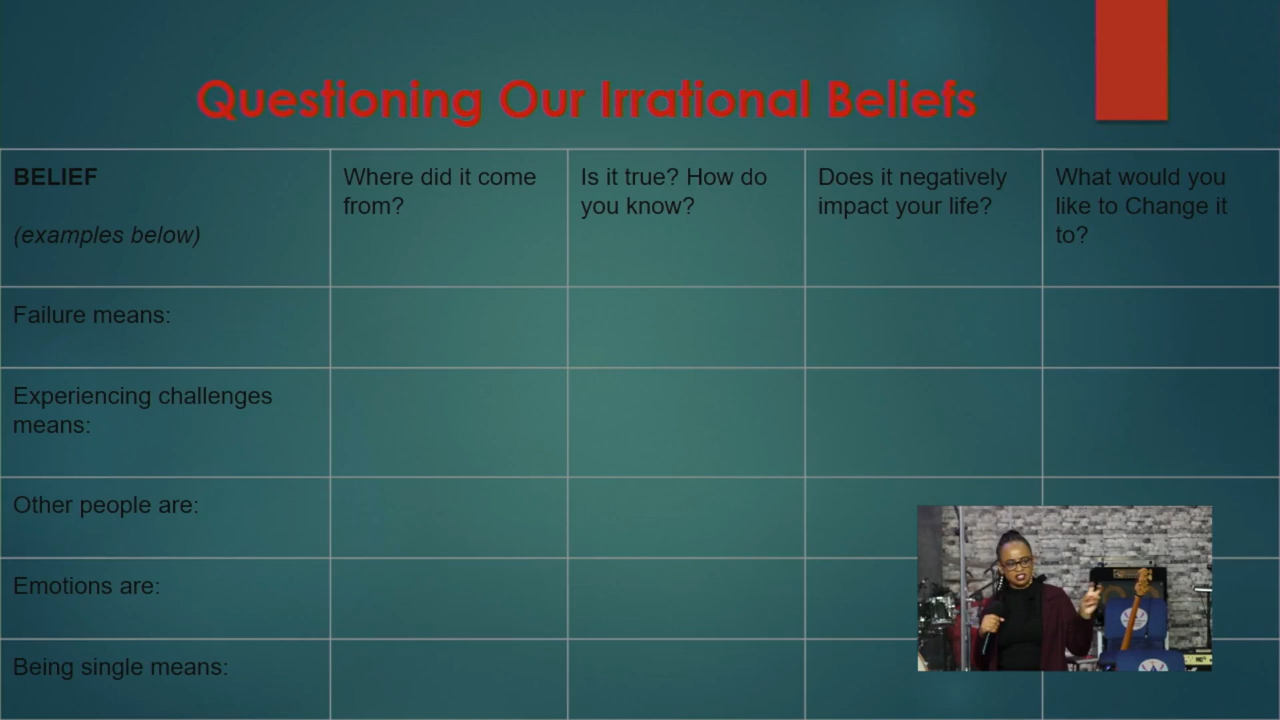 Questioning Our Irrational Beliefs
BELIEF
(examples below)
Where did it come
from?
Is it true? How do
you know?
Does it negatively
impact your life?
What would you
like to Change it
to?
Failure means:
Experiencing challenges
means:
Other people are:
Emotions are:
Being single means: